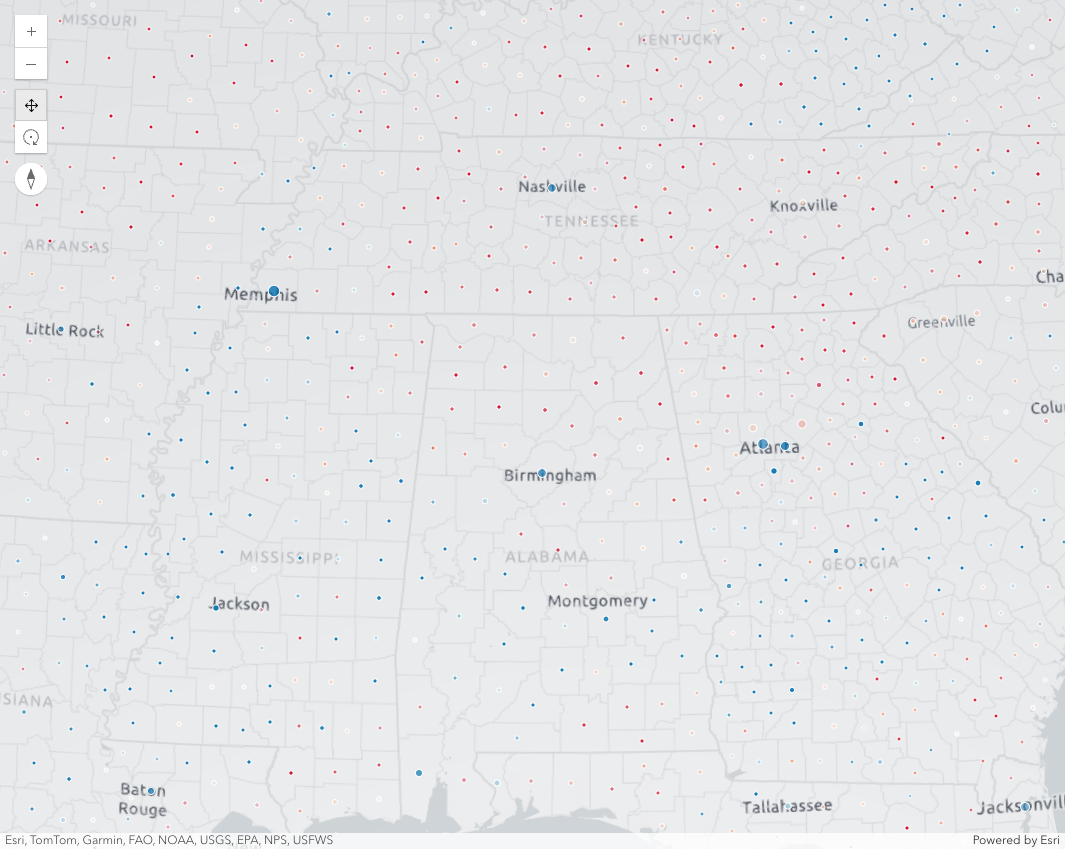 MISSOURI
KENTUCKY
Nashville
TENNESSEE
Knoxville
ARKANSAS
Memphis
Cha
Little Rock
Greenville
Colu
Atlanta
Birmingham
MISSISSIPPI
ALABAMA
GEORGIA
Jackson
Montgomery
SIANA
Baton
Rouge
Tallahassee
Jacksonvil
Esri, TomTom, Garmin, FAO, NOAA, USGS, EPA, NPS, USFWS
Powered by Esri